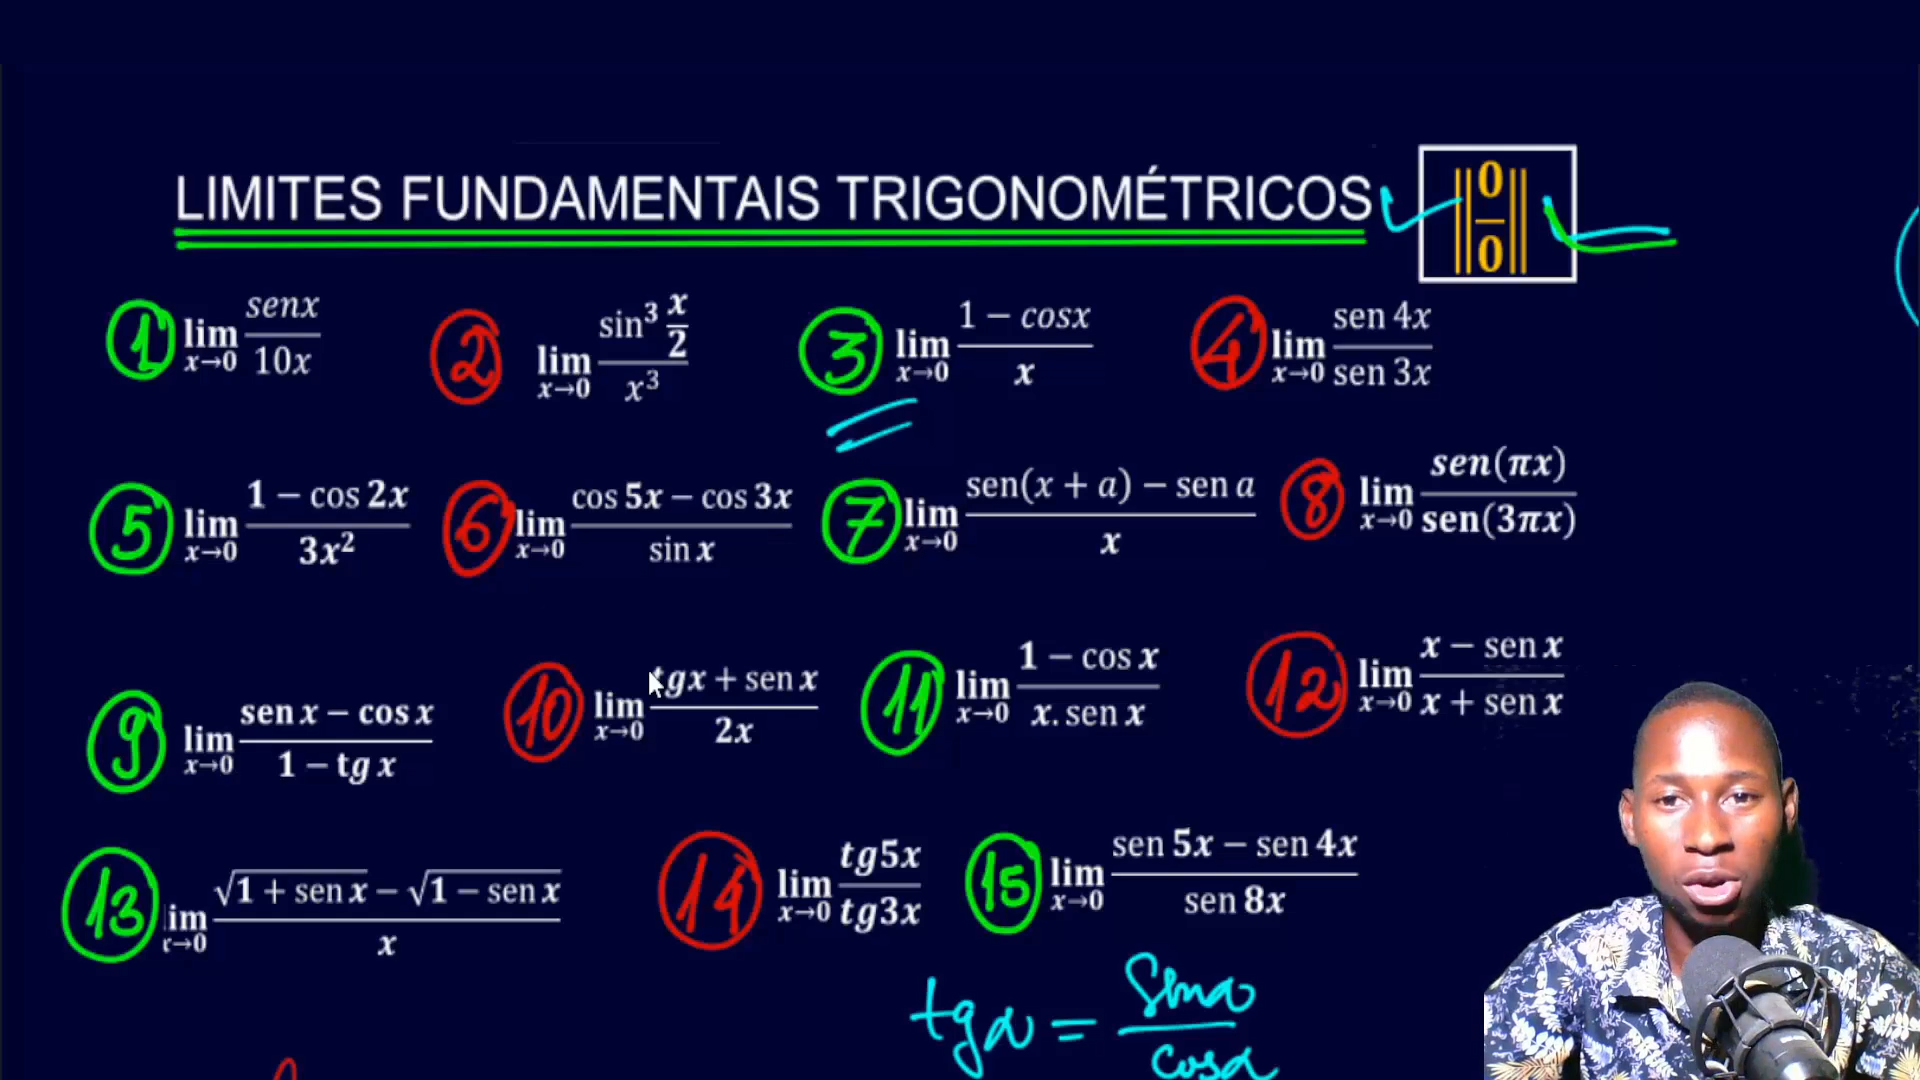 LIMITES FUNDAMENTAIS TRIGONOMÉTRICOS ‖0/0‖
① lim x→0 senx/10x ② lim x→0 sin³ x/2 / x³ ③ lim x→0 1 − cosx / x ④ lim x→0 sen 4x / sen 3x
⑤ lim x→0 1 − cos 2x / 3x² ⑥ lim x→0 cos 5x − cos 3x / sin x ⑦ lim x→0 sen(x + a) − sen a / x ⑧ lim x→0 sen(πx) / sen(3πx)
⑨ lim x→0 sen x − cos x / 1 − tg x ⑩ lim x→0 tgx + sen x / 2x ⑪ lim x→0 1 − cos x / x. sen x ⑫ lim x→0 x − sen x / x + sen x
⑬ lim x→0 √1 + sen x − √1 − sen x / x ⑭ lim x→0 tg5x / tg3x ⑮ lim x→0 sen 5x − sen 4x / sen 8x
tgα = sinα / cosα